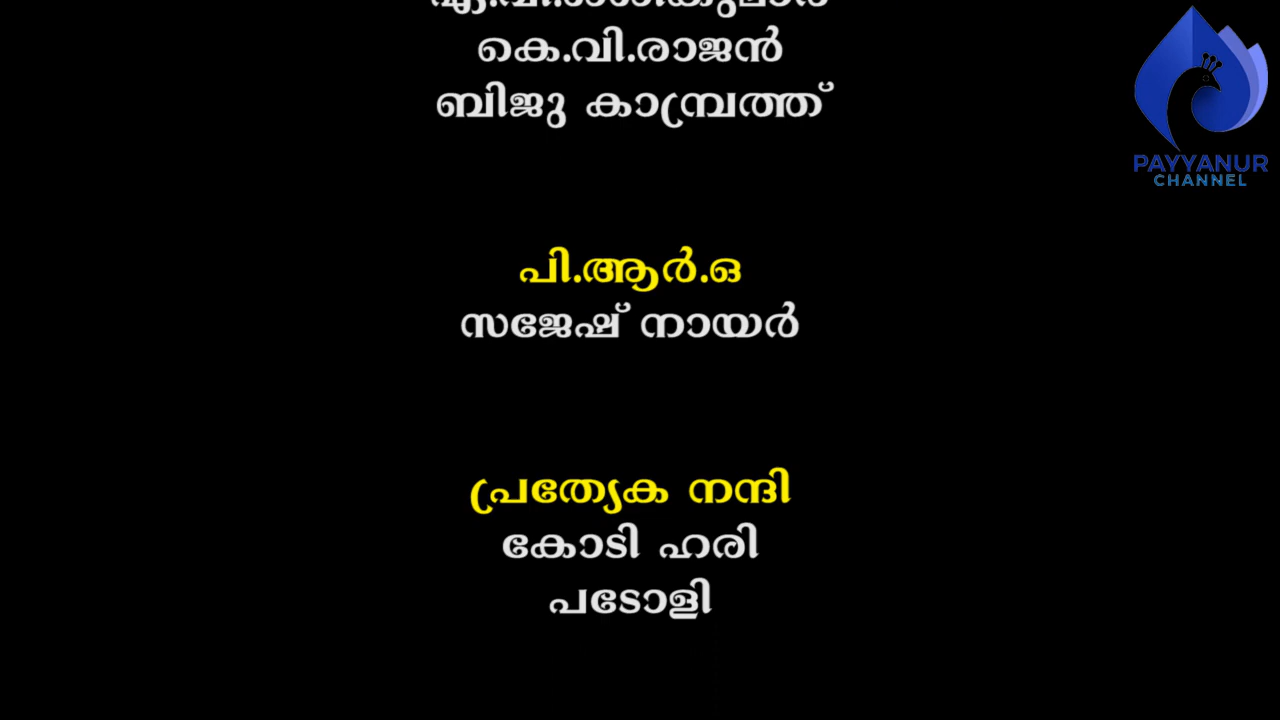 കെ.വി.രാജൻ
ബിജു കാമ്പ്രത്ത്
പി.ആർ.ഒ
സജേഷ് നായർ
പ്രത്യേക നന്ദി
കോടി ഹരി
പടോളി
PAYYANUR
CHANNEL